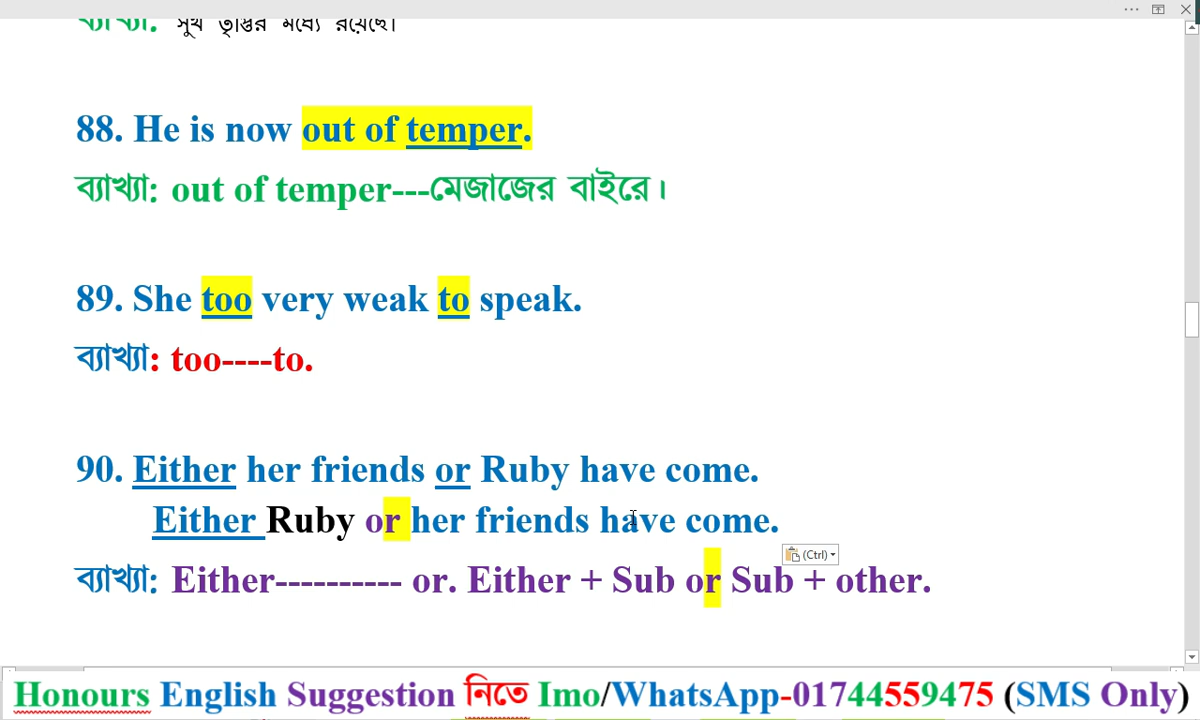 ব্যাখ্যা: সুখ তৃপ্তির মধ্যে রয়েছে।
88. He is now out of temper.
ব্যাখ্যা: out of temper---মেজাজের বাইরে।
89. She too very weak to speak.
ব্যাখ্যা: too----to.
90. Either her friends or Ruby have come.
Either Ruby or her friends have come.
(Ctrl)
ব্যাখ্যা: Either---------- or. Either + Sub or Sub + other.
Honours English Suggestion নিতে Imo/WhatsApp-01744559475 (SMS Only)